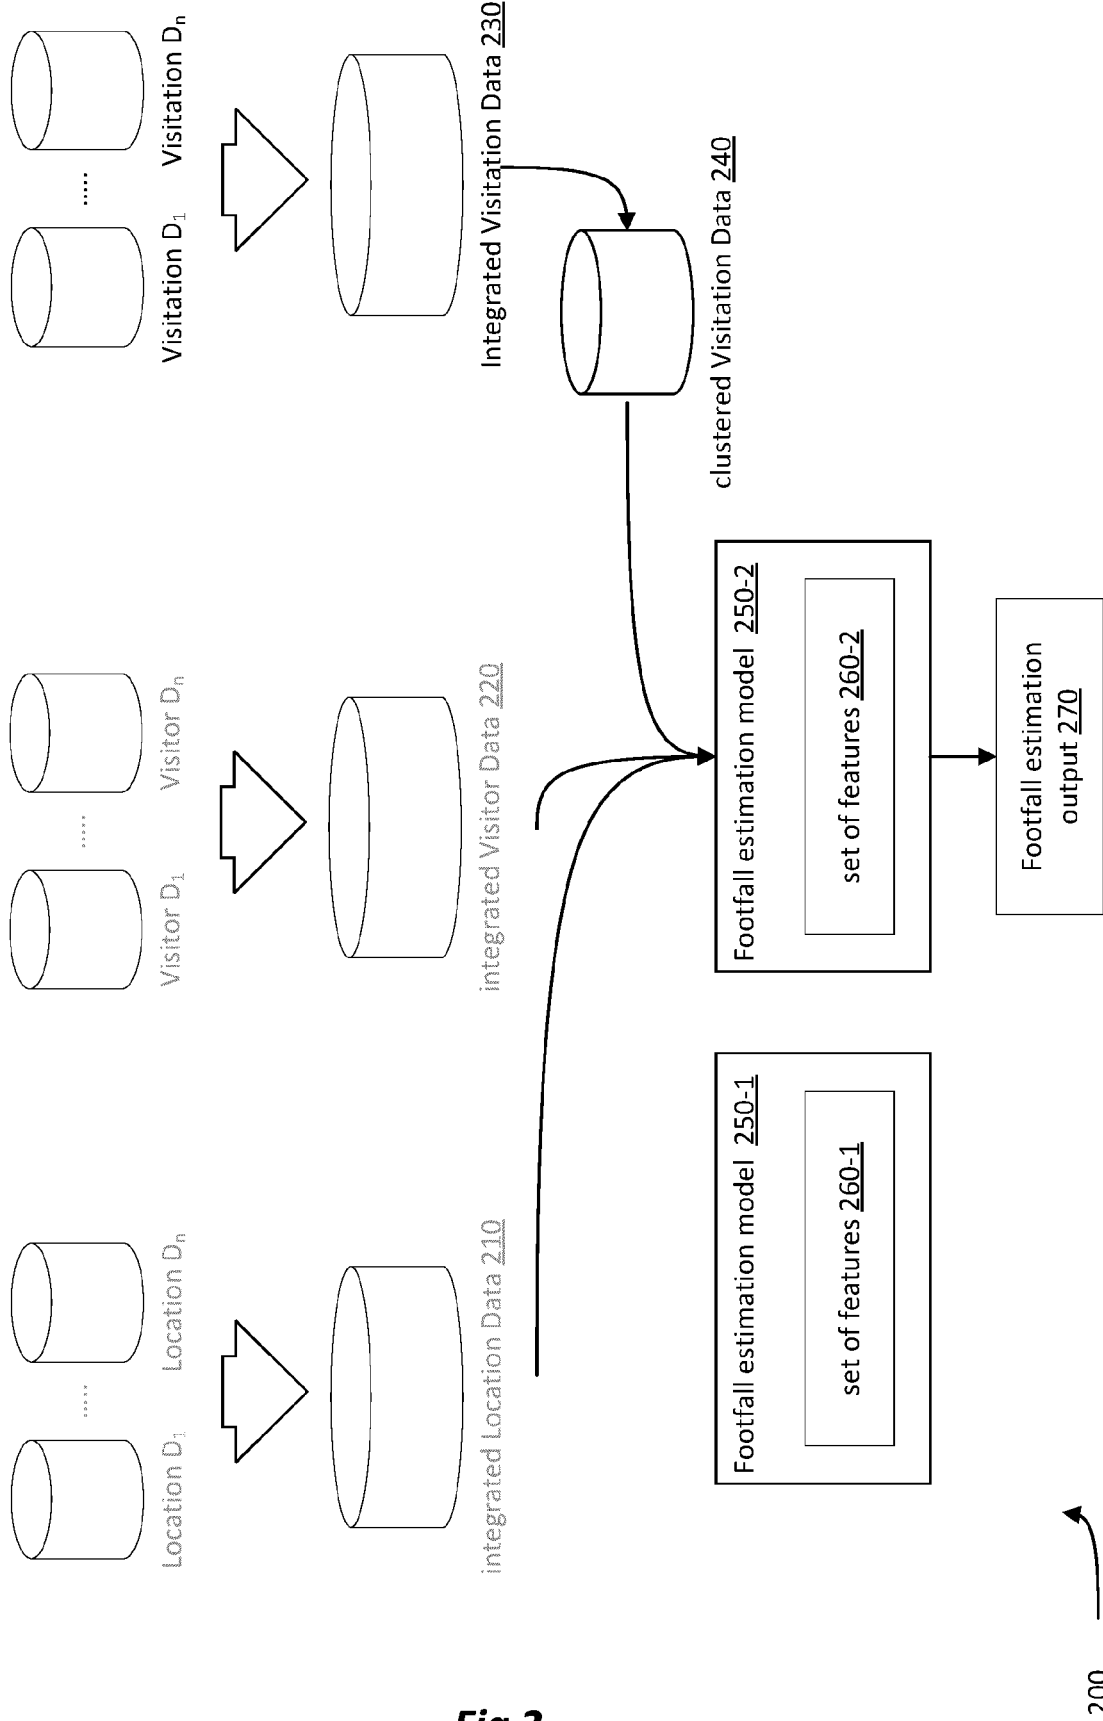 Location D1
.....
Location Dn
Visitor D1
.....
Visitor Dn
Visitation D1
.....
Visitation Dn
integrated Location Data 210
integrated Visitor Data 220
Integrated Visitation Data 230
clustered Visitation Data 240
Footfall estimation model 250-1
set of features 260-1
Footfall estimation model 250-2
set of features 260-2
Footfall estimation
output 270
200